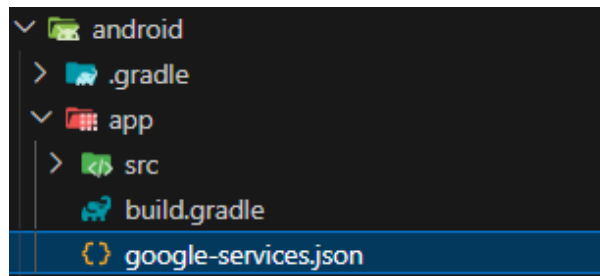 android
.gradle
app
src
build.gradle
google-services.json